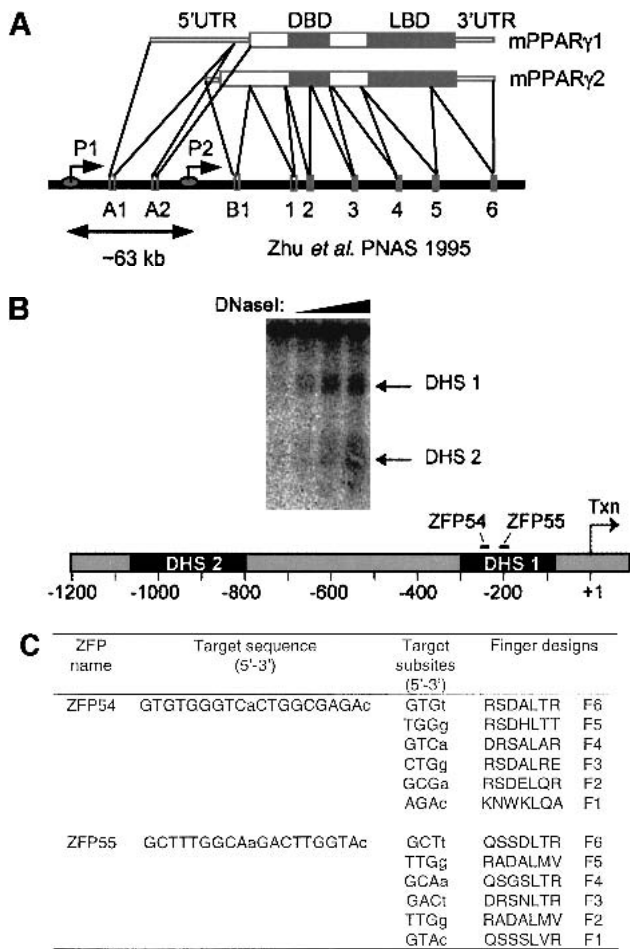 A
5'UTR DBD LBD 3'UTR
mPPARγ1
mPPARγ2
P1 P2
A1 A2 B1 1 2 3 4 5 6
~63 kb
Zhu et al. PNAS 1995
B
DNaseI:
DHS 1
DHS 2
ZFP54 ZFP55 Txn
DHS 2 DHS 1
-1200 -1000 -800 -600 -400 -200 +1
C
ZFP name Target sequence (5'-3') Target subsites (5'-3') Finger designs
ZFP54 GTGTGGGTCaCTGGCGAGAc GTGt RSDALTR F6
TGGg RSDHLTT F5
GTCa DRSALAR F4
CTGg RSDALRE F3
GCGa RSDELQR F2
AGAc KNWKLQA F1
ZFP55 GCTTTGGCAaGACTTGGTAc GCTt QSSDLTR F6
TTGg RADALMV F5
GCAa QSGSLTR F4
GACt DRSNLTR F3
TTGg RADALMV F2
GTAc QSSSLVR F1